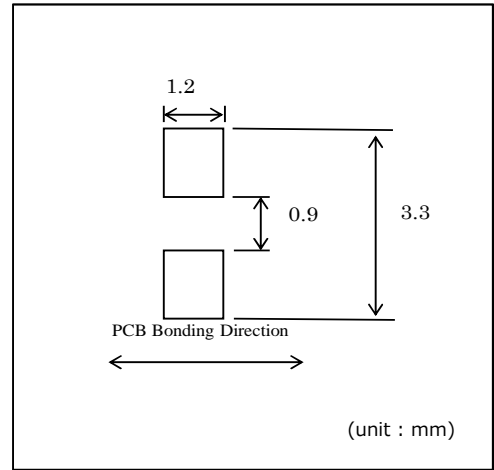 1.2
0.9
3.3
PCB Bonding Direction
(unit : mm)